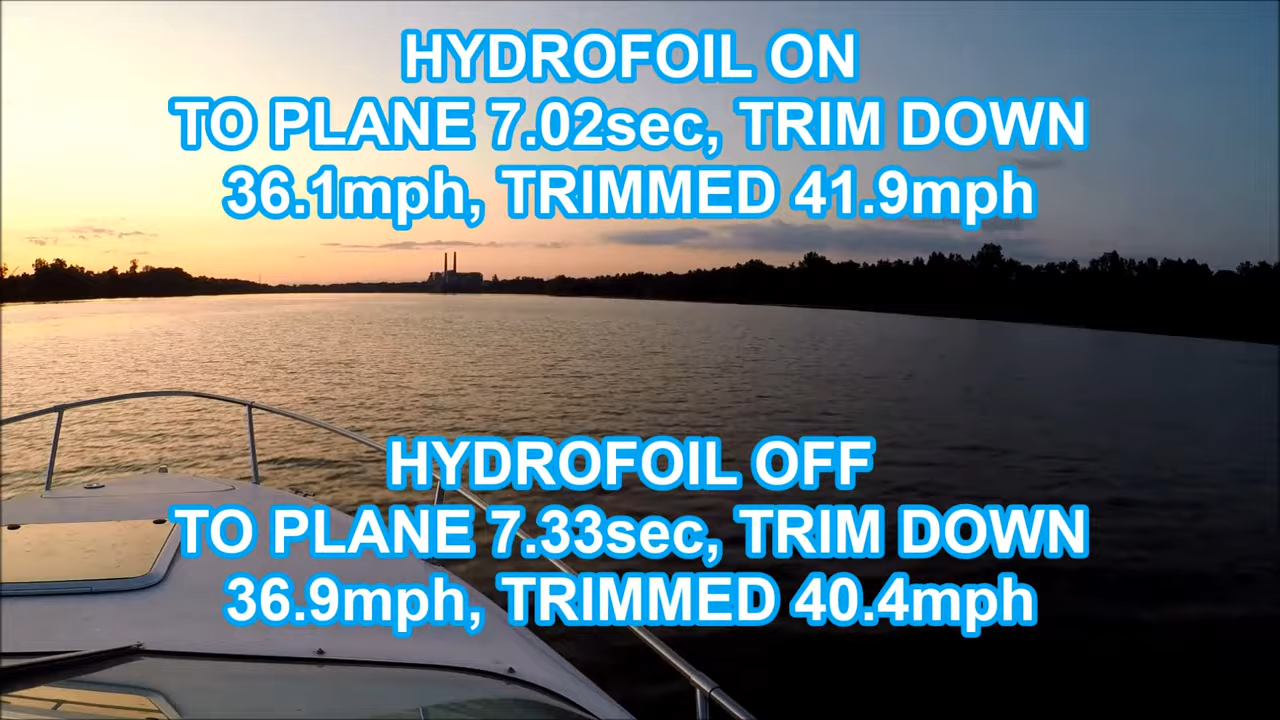 HYDROFOIL ON
TO PLANE 7.02sec, TRIM DOWN
36.1mph, TRIMMED 41.9mph
HYDROFOIL OFF
TO PLANE 7.33sec, TRIM DOWN
36.9mph, TRIMMED 40.4mph